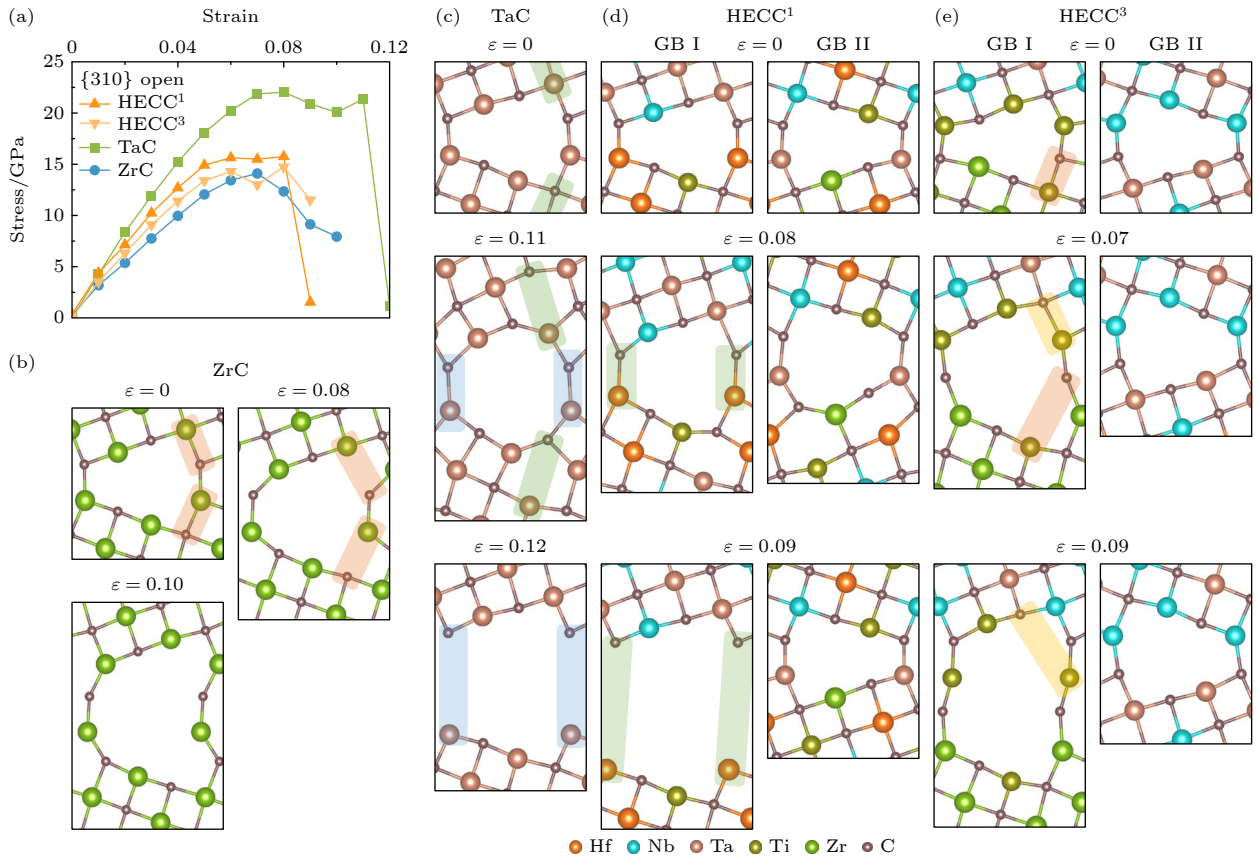 (a)
Strain
0
0.04
0.08
0.12
25
20
15
10
5
0
Stress/GPa
{310} open
HECC¹
HECC³
TaC
ZrC
(b)
ZrC
ε = 0
ε = 0.08
ε = 0.10
(c)
TaC
ε = 0
ε = 0.11
ε = 0.12
(d)
HECC¹
GB I
ε = 0
GB II
ε = 0.08
ε = 0.09
(e)
HECC³
GB I
ε = 0
GB II
ε = 0.07
ε = 0.09
Hf Nb Ta Ti Zr C